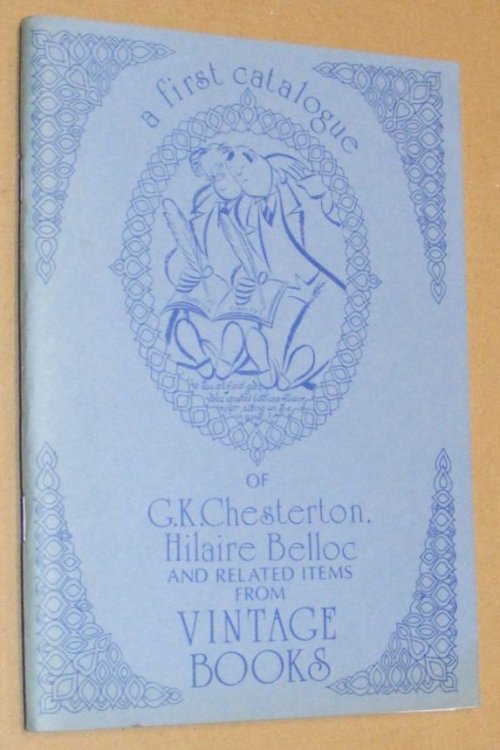 a first catalogue
OF
G.K.Chesterton,
Hilaire Belloc
AND RELATED ITEMS
FROM
VINTAGE
BOOKS